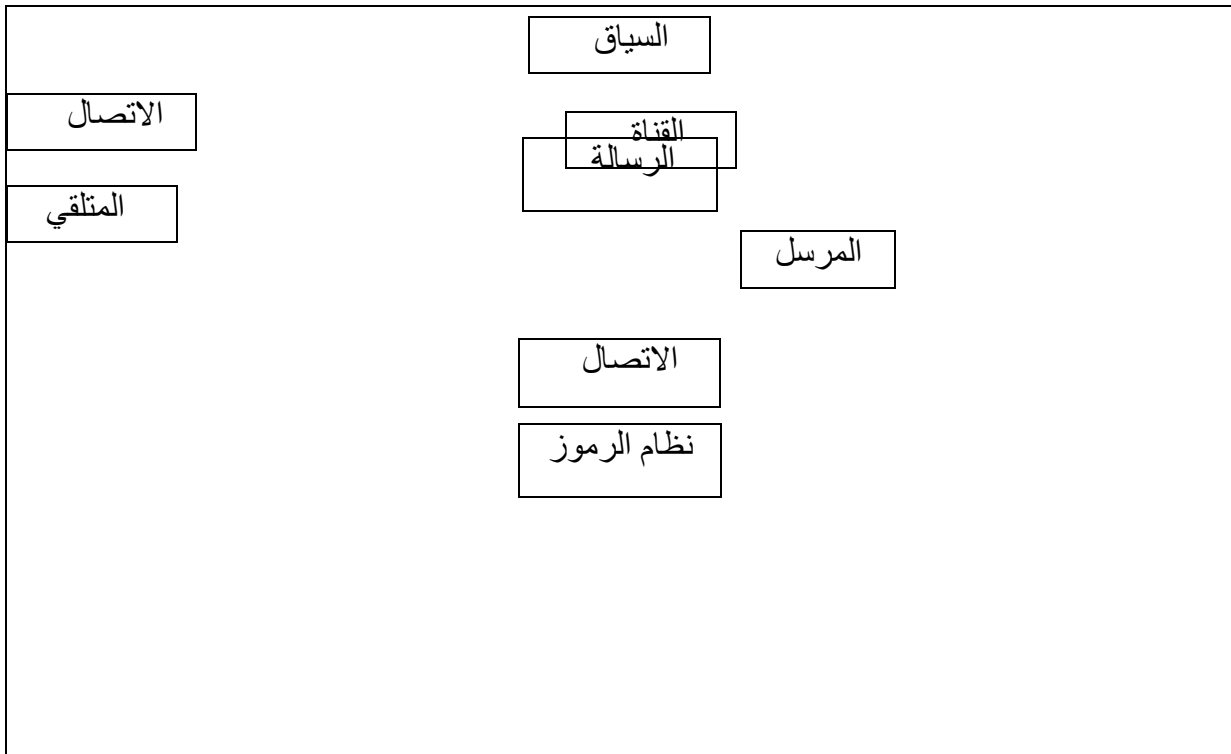 السياق
الاتصال
القناة
الرسالة
المتلقي
المرسل
الاتصال
نظام الرموز